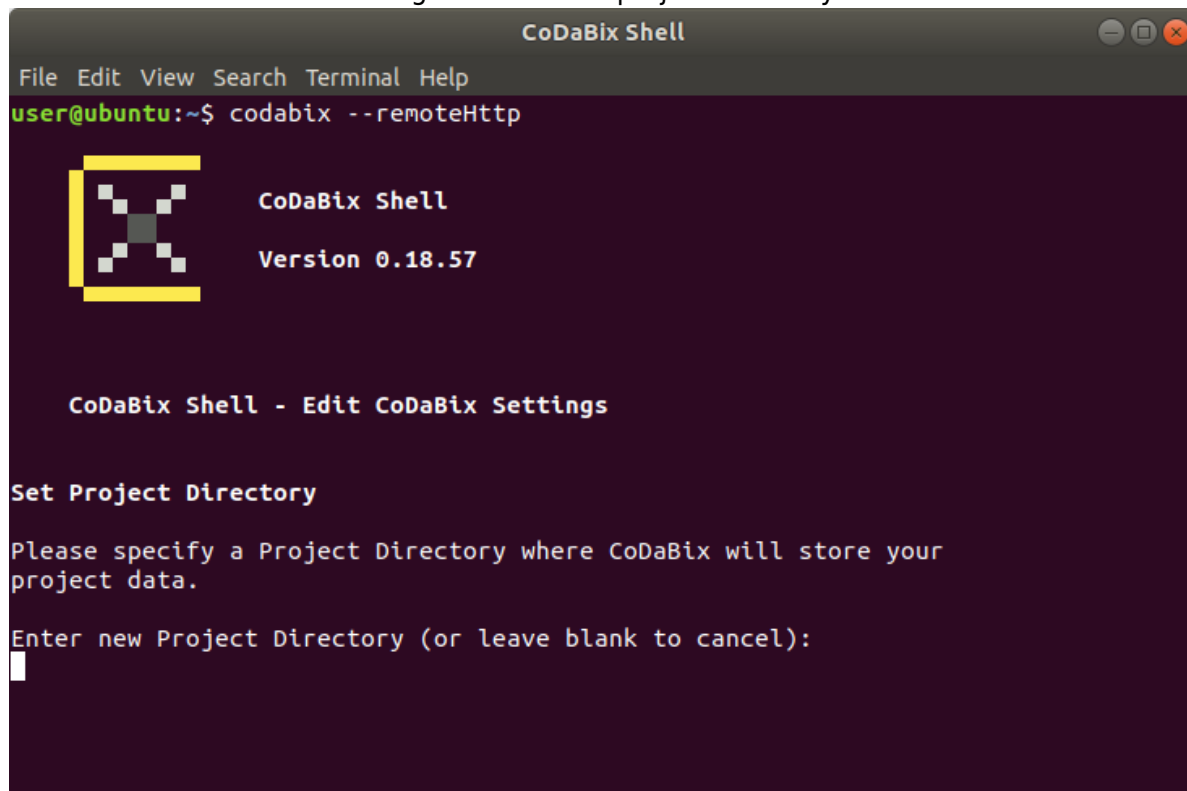 CoDaBix Shell
File Edit View Search Terminal Help
user@ubuntu:~$ codabix --remoteHttp
CoDaBix Shell
Version 0.18.57
CoDaBix Shell - Edit CoDaBix Settings
Set Project Directory
Please specify a Project Directory where CoDaBix will store your
project data.
Enter new Project Directory (or leave blank to cancel):